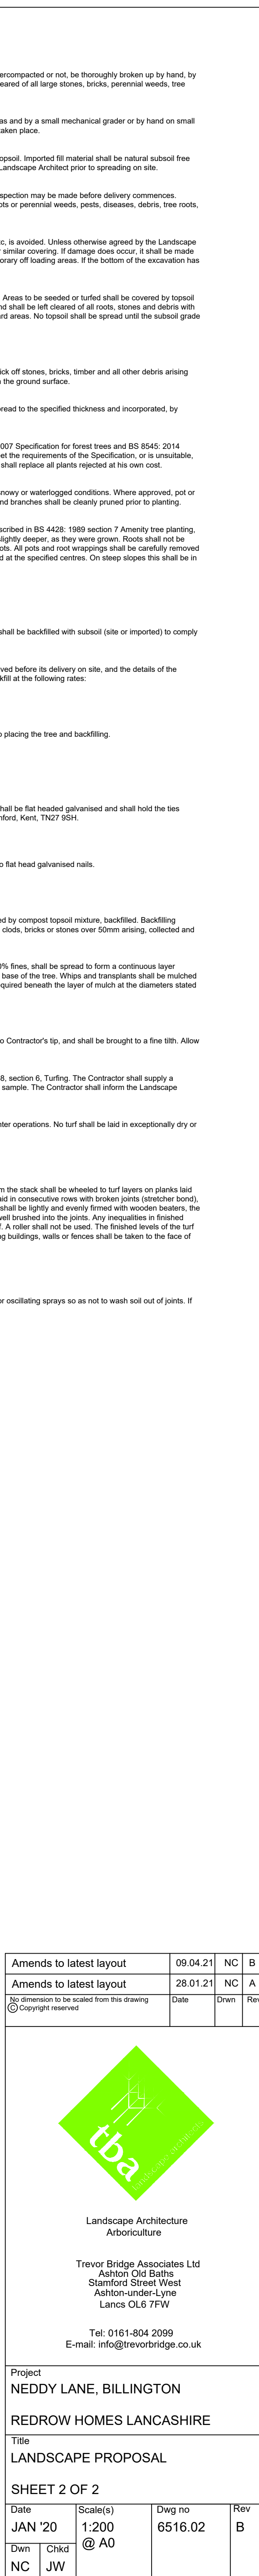 ercompacted or not, be thoroughly broken up by hand, by
eared of all large stones, bricks, perennial weeds, tree
as and by a small mechanical grader or by hand on small
taken place.
opsoil. Imported fill material shall be natural subsoil free
Landscape Architect prior to spreading on site.
spection may be made before delivery commences.
ots or perennial weeds, pests, diseases, debris, tree roots,
tc, is avoided. Unless otherwise agreed by the Landscape
r similar covering. If damage does occur, it shall be made
orary off loading areas. If the bottom of the excavation has
Areas to be seeded or turfed shall be covered by topsoil
nd shall be left cleared of all roots, stones and debris with
ard areas. No topsoil shall be spread until the subsoil grade
ick off stones, bricks, timber and all other debris arising
n the ground surface.
pread to the specified thickness and incorporated, by
007 Specification for forest trees and BS 8545: 2014
et the requirements of the Specification, or is unsuitable,
shall replace all plants rejected at his own cost.
snowy or waterlogged conditions. Where approved, pot or
nd branches shall be cleanly pruned prior to planting.
scribed in BS 4428: 1989 section 7 Amenity tree planting,
slightly deeper, as they were grown. Roots shall not be
ots. All pots and root wrappings shall be carefully removed
d at the specified centres. On steep slopes this shall be in
shall be backfilled with subsoil (site or imported) to comply
ved before its delivery on site, and the details of the
kfill at the following rates:
o placing the tree and backfilling.
hall be flat headed galvanised and shall hold the ties
nford, Kent, TN27 9SH.
o flat head galvanised nails.
ed by compost topsoil mixture, backfilled. Backfilling
clods, bricks or stones over 50mm arising, collected and
0% fines, shall be spread to form a continuous layer
base of the tree. Whips and transplants shall be mulched
quired beneath the layer of mulch at the diameters stated
o Contractor's tip, and shall be brought to a fine tilth. Allow
8, section 6, Turfing. The Contractor shall supply a
sample. The Contractor shall inform the Landscape
nter operations. No turf shall be laid in exceptionally dry or
m the stack shall be wheeled to turf layers on planks laid
aid in consecutive rows with broken joints (stretcher bond),
shall be lightly and evenly firmed with wooden beaters, the
well brushed into the joints. Any inequalities in finished
f. A roller shall not be used. The finished levels of the turf
ng buildings, walls or fences shall be taken to the face of
or oscillating sprays so as not to wash soil out of joints. If
Amends to latest layout 09.04.21 NC B
Amends to latest layout 28.01.21 NC A
No dimension to be scaled from this drawing Date Drwn Rev
© Copyright reserved
tba
landscape architects
Landscape Architecture
Arboriculture
Trevor Bridge Associates Ltd
Ashton Old Baths
Stamford Street West
Ashton-under-Lyne
Lancs OL6 7FW
Tel: 0161-804 2099
E-mail: info@trevorbridge.co.uk
Project
NEDDY LANE, BILLINGTON
REDROW HOMES LANCASHIRE
Title
LANDSCAPE PROPOSAL
SHEET 2 OF 2
Date Scale(s) Dwg no Rev
JAN '20 1:200 6516.02 B
@ A0
Dwn Chkd
NC JW